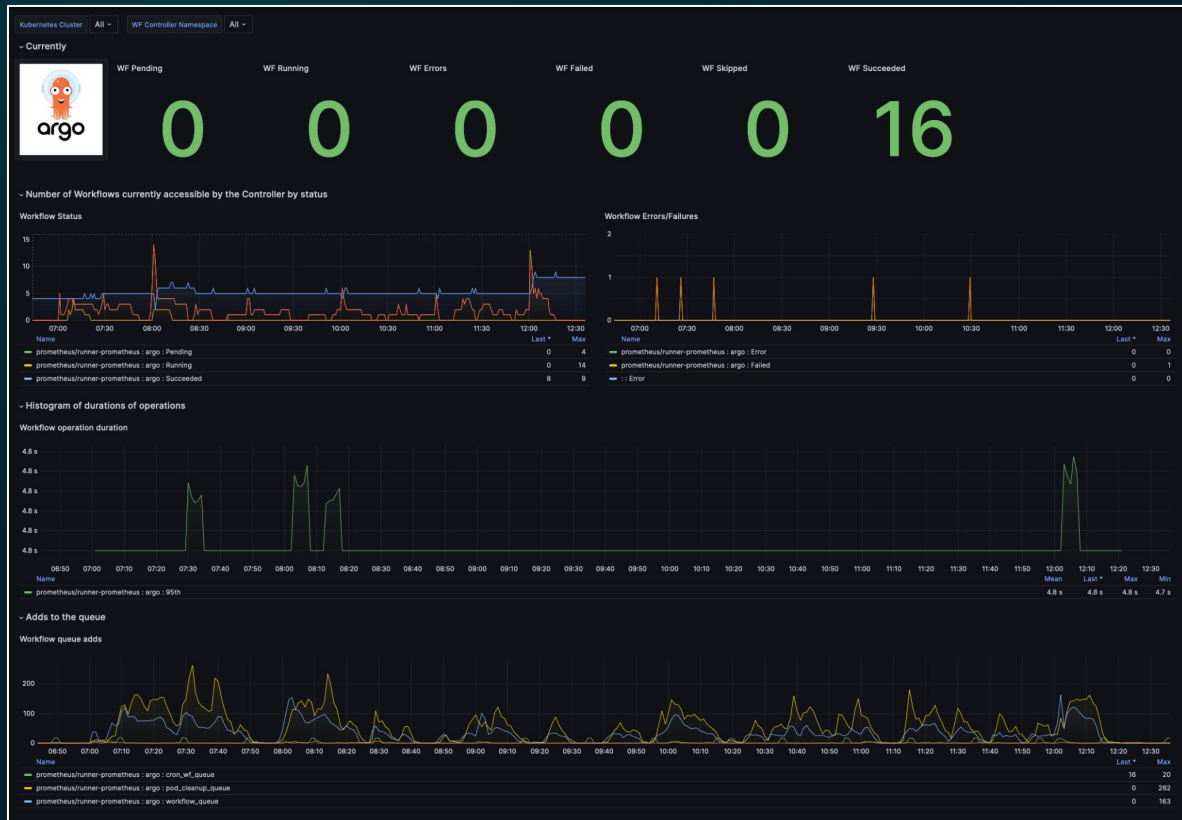 Kubernetes Cluster All WF Controller Namespace All
Currently
argo
WF Pending WF Running WF Errors WF Failed WF Skipped WF Succeeded
0 0 0 0 0 16
Number of Workflows currently accessible by the Controller by status
Workflow Status
15
10
5
0
07:00 07:30 08:00 08:30 09:00 09:30 10:00 10:30 11:00 11:30 12:00 12:30
Name Last * Max
prometheus/runner-prometheus : argo : Pending 0 4
prometheus/runner-prometheus : argo : Running 0 14
prometheus/runner-prometheus : argo : Succeeded 8 9
Workflow Errors/Failures
2
1
0
07:00 07:30 08:00 08:30 09:00 09:30 10:00 10:30 11:00 11:30 12:00 12:30
Name Last * Max
prometheus/runner-prometheus : argo : Error 0 0
prometheus/runner-prometheus : argo : Failed 0 1
: : Error 0 0
Histogram of durations of operations
Workflow operation duration
4.8 s
4.8 s
4.8 s
4.8 s
4.8 s
4.8 s
06:50 07:00 07:10 07:20 07:30 07:40 07:50 08:00 08:10 08:20 08:30 08:40 08:50 09:00 09:10 09:20 09:30 09:40 09:50 10:00 10:10 10:20 10:30 10:40 10:50 11:00 11:10 11:20 11:30 11:40 11:50 12:00 12:10 12:20 12:30
Name Mean Last * Max Min
prometheus/runner-prometheus : argo : 95th 4.8 s 4.8 s 4.8 s 4.7 s
Adds to the queue
Workflow queue adds
200
100
0
06:50 07:00 07:10 07:20 07:30 07:40 07:50 08:00 08:10 08:20 08:30 08:40 08:50 09:00 09:10 09:20 09:30 09:40 09:50 10:00 10:10 10:20 10:30 10:40 10:50 11:00 11:10 11:20 11:30 11:40 11:50 12:00 12:10 12:20 12:30
Name Last * Max
prometheus/runner-prometheus : argo : cron_wf_queue 16 20
prometheus/runner-prometheus : argo : pod_cleanup_queue 0 262
prometheus/runner-prometheus : argo : workflow_queue 0 163